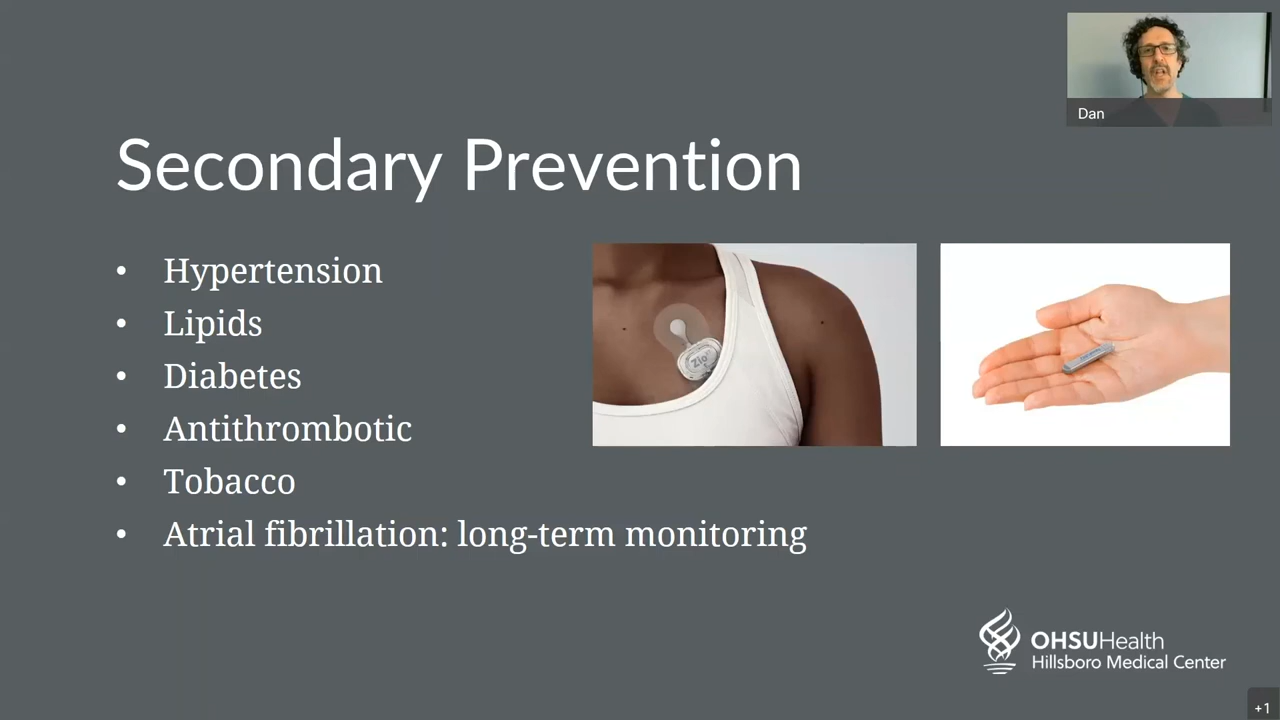 Dan
Secondary Prevention
• Hypertension
• Lipids
• Diabetes
• Antithrombotic
• Tobacco
• Atrial fibrillation: long-term monitoring
Zio
OHSUHealth
Hillsboro Medical Center
+1